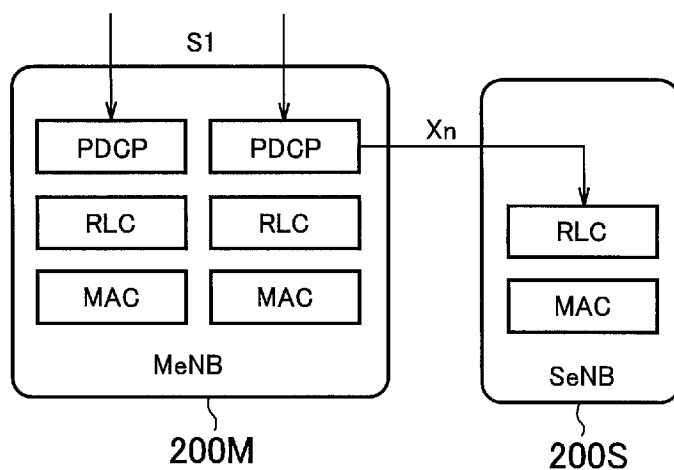 S1
PDCP PDCP
Xn
RLC RLC RLC
MAC MAC MAC
MeNB SeNB
200M 200S